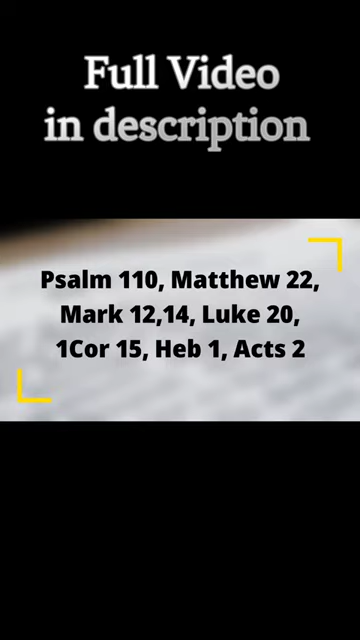 Full Video
in description
Psalm 110, Matthew 22,
Mark 12,14, Luke 20,
1Cor 15, Heb 1, Acts 2